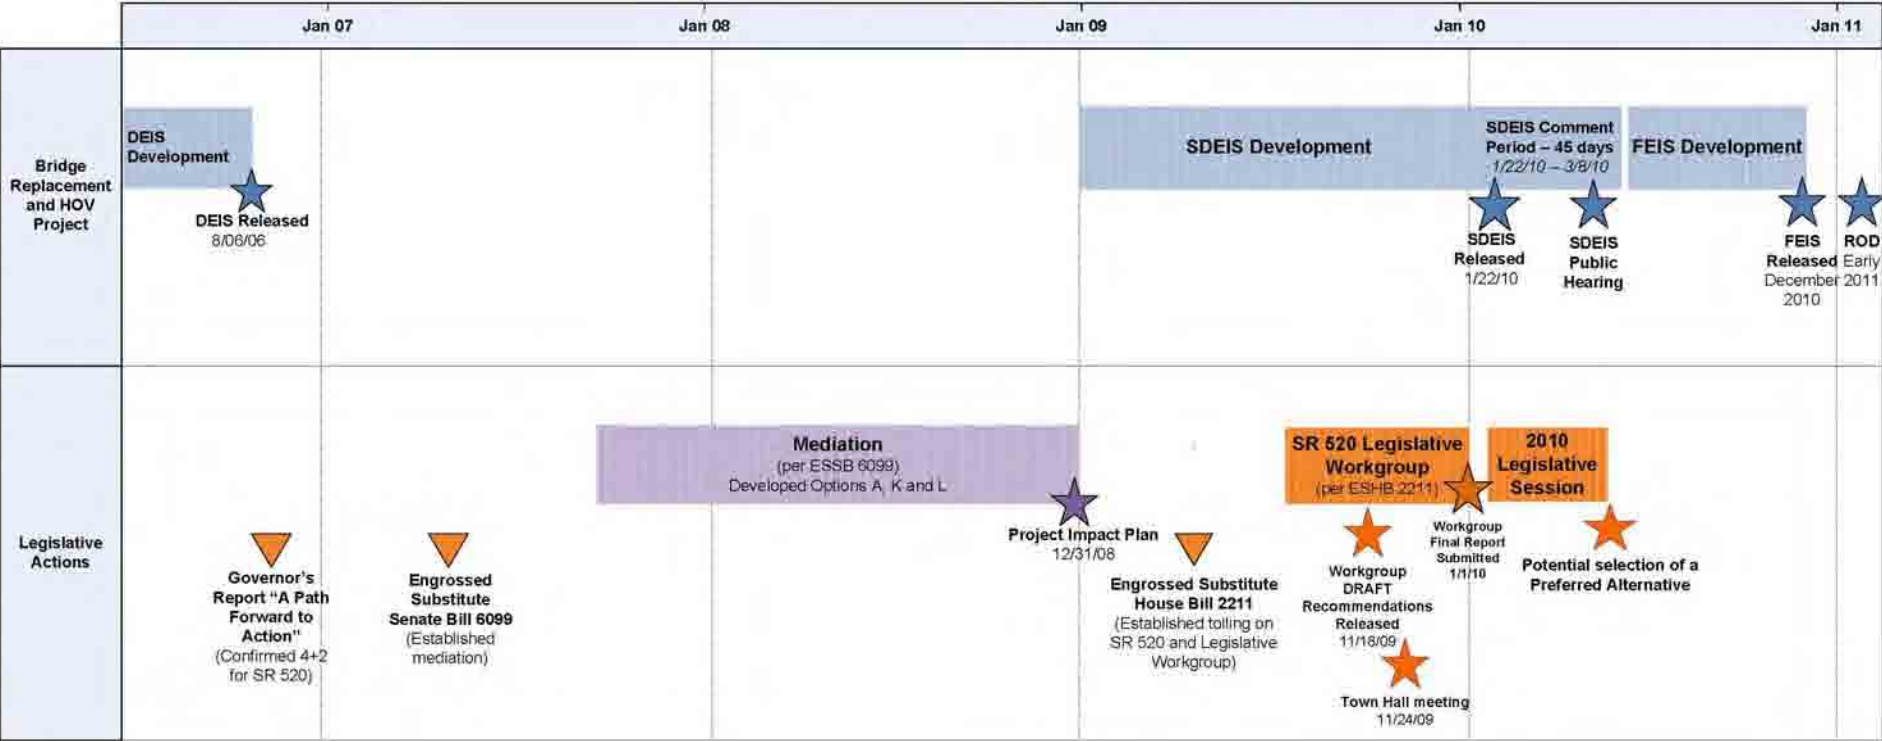 Jan 07
Jan 08
Jan 09
Jan 10
Jan 11
Bridge
Replacement
and HOV
Project
DEIS
Development
DEIS Released
8/06/06
SDEIS Development
SDEIS Comment
Period – 45 days
1/22/10 – 3/8/10
FEIS Development
SDEIS
Released
1/22/10
SDEIS
Public
Hearing
FEIS
Released
December
2010
ROD
Early
2011
Legislative
Actions
Mediation
(per ESSB 6099)
Developed Options A, K and L
Project Impact Plan
12/31/08
SR 520 Legislative
Workgroup
(per ESHB 2211)
2010
Legislative
Session
Governor's
Report “A Path
Forward to
Action”
(Confirmed 4+2
for SR 520)
Engrossed
Substitute
Senate Bill 6099
(Established
mediation)
Engrossed Substitute
House Bill 2211
(Established tolling on
SR 520 and Legislative
Workgroup)
Workgroup
DRAFT
Recommendations
Released
11/18/09
Workgroup
Final Report
Submitted
1/1/10
Potential selection of a
Preferred Alternative
Town Hall meeting
11/24/09